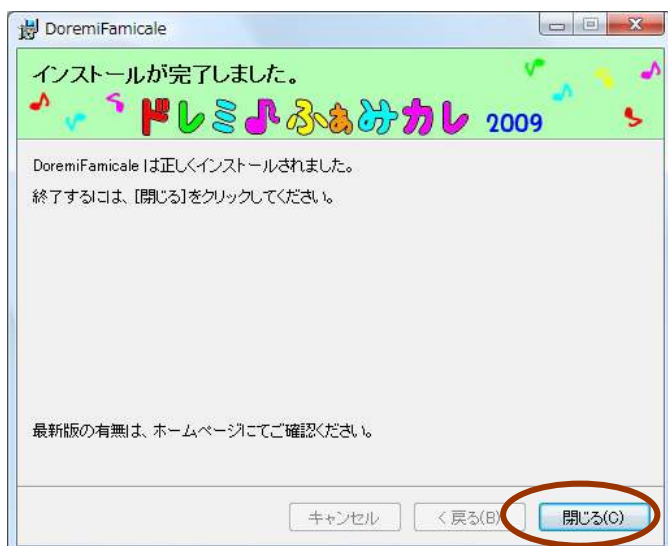 DoremiFamicale
インストールが完了しました。
ドレミ♪ふぁみカレ 2009
DoremiFamicale は正しくインストールされました。
終了するには、[閉じる]をクリックしてください。
最新版の有無は、ホームページにてご確認ください。
キャンセル < 戻る(B) 閉じる(C)